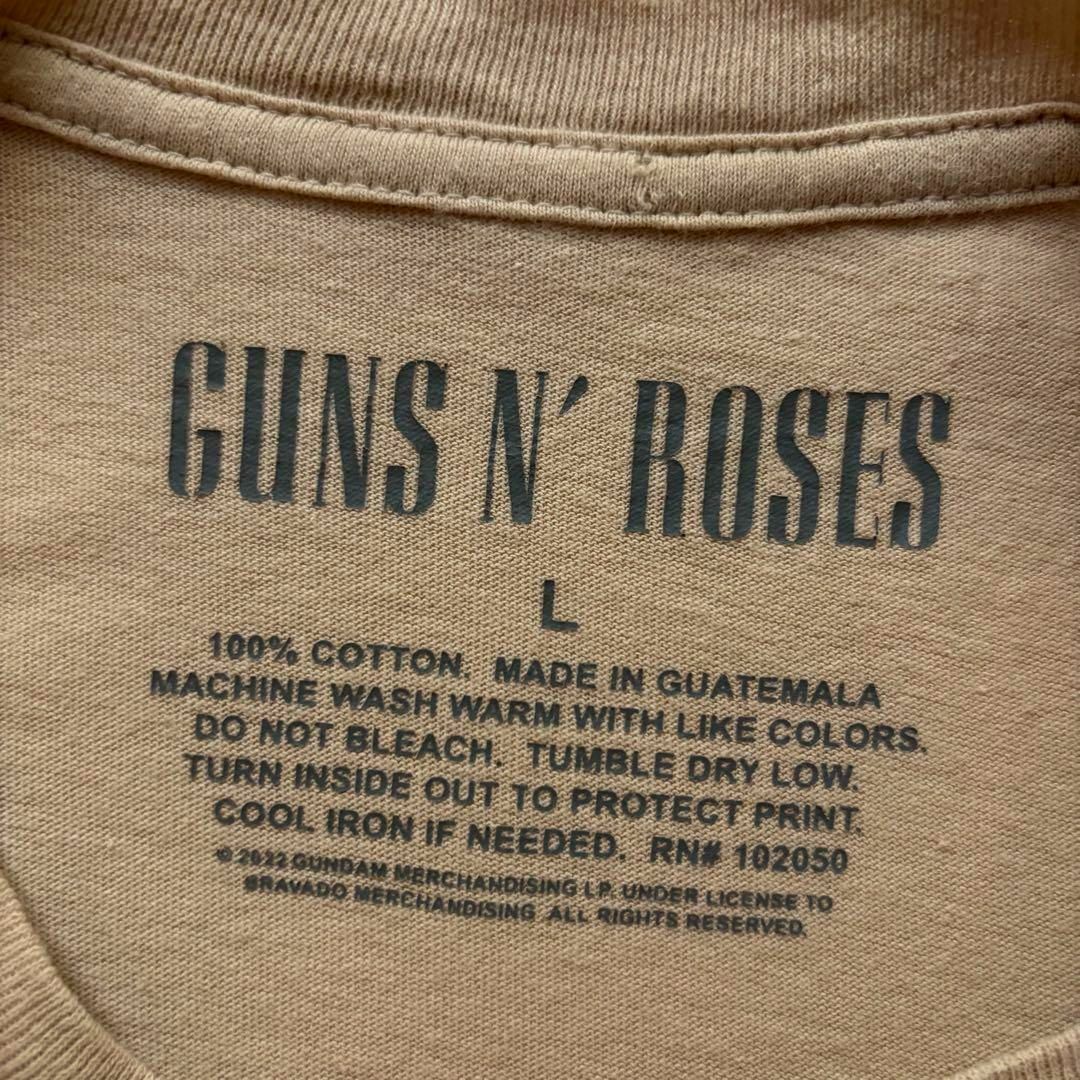 GUNS N' ROSES
L
100% COTTON. MADE IN GUATEMALA
MACHINE WASH WARM WITH LIKE COLORS.
DO NOT BLEACH. TUMBLE DRY LOW.
TURN INSIDE OUT TO PROTECT PRINT.
COOL IRON IF NEEDED. RN# 102050
© 2022 GUNDAM MERCHANDISING L.P. UNDER LICENSE TO
BRAVADO MERCHANDISING ALL RIGHTS RESERVED.